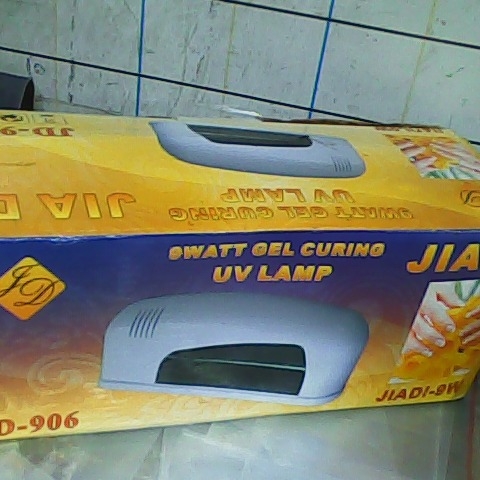 JD-9
JIA D
9WATT GEL CURING
UV LAMP
9WATT GEL CURING
UV LAMP
JIA
JD
JIADI-9W
D-906